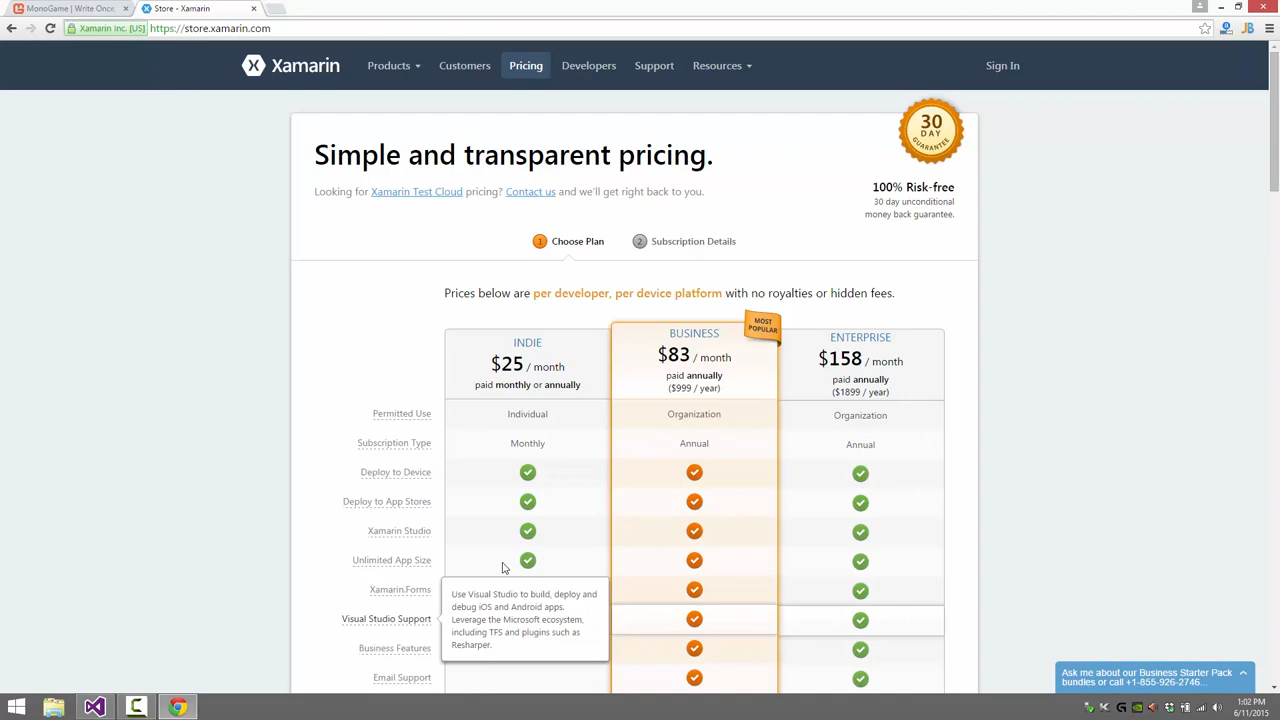 MonoGame | Write Once,
Store - Xamarin
Xamarin Inc. [US]
https://store.xamarin.com
Xamarin
Products
Customers
Pricing
Developers
Support
Resources
Sign In
30
DAY
GUARANTEE
Simple and transparent pricing.
Looking for Xamarin Test Cloud pricing? Contact us and we'll get right back to you.
100% Risk-free
30 day unconditional
money back guarantee.
1 Choose Plan
2 Subscription Details
Prices below are per developer, per device platform with no royalties or hidden fees.
MOST
POPULAR
INDIE
$25 / month
paid monthly or annually
BUSINESS
$83 / month
paid annually
($999 / year)
ENTERPRISE
$158 / month
paid annually
($1899 / year)
Permitted Use
Individual
Organization
Organization
Subscription Type
Monthly
Annual
Annual
Deploy to Device
Deploy to App Stores
Xamarin Studio
Unlimited App Size
Xamarin.Forms
Visual Studio Support
Use Visual Studio to build, deploy and
debug iOS and Android apps.
Leverage the Microsoft ecosystem,
including TFS and plugins such as
Resharper.
Business Features
Email Support
Ask me about our Business Starter Pack
bundles or call +1-855-926-2746...
1:02 PM
6/11/2015